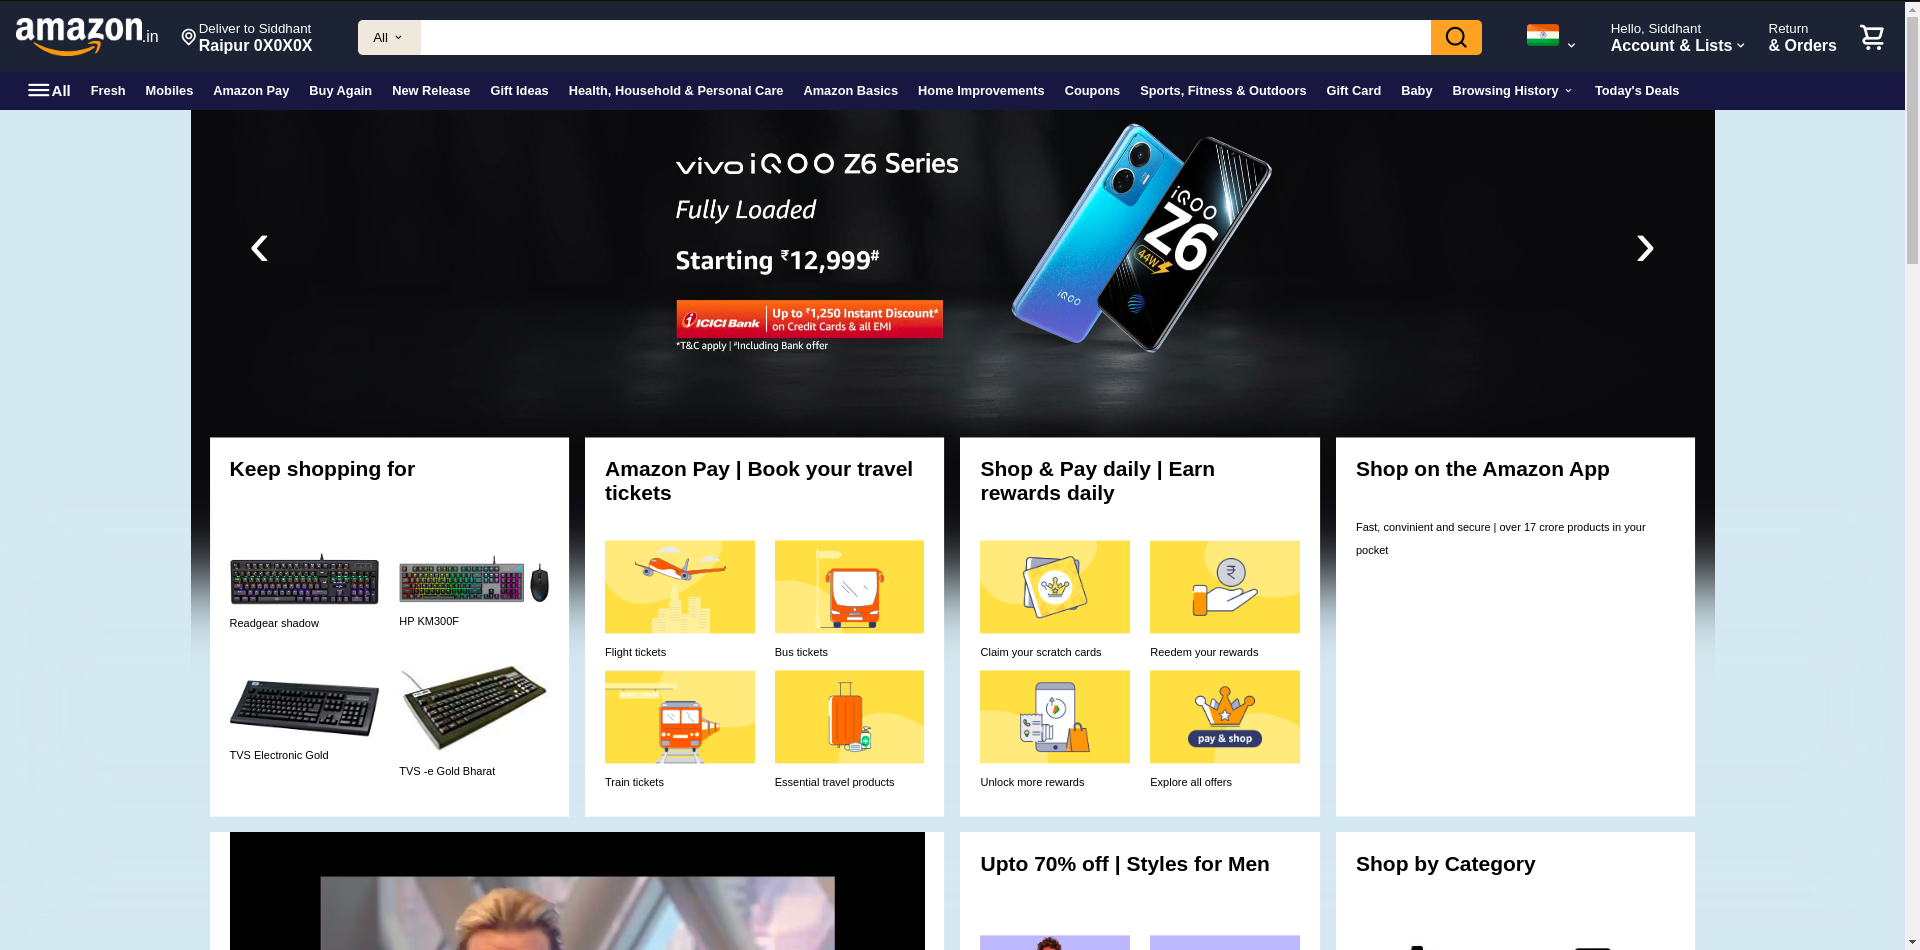 amazon.in
Deliver to Siddhant
Raipur 0X0X0X
All
Hello, Siddhant
Account & Lists
Return
& Orders
All Fresh Mobiles Amazon Pay Buy Again New Release Gift Ideas Health, Household & Personal Care Amazon Basics Home Improvements Coupons Sports, Fitness & Outdoors Gift Card Baby Browsing History Today's Deals
vivo iQOO Z6 Series
Fully Loaded
Starting ₹12,999#
ICICI Bank
Up to ₹1,250 Instant Discount*
on Credit Cards & all EMI
*T&C apply | #Including Bank offer
iQOO
iQOO
Z6
44W
Keep shopping for
Readgear shadow
HP KM300F
TVS Electronic Gold
TVS -e Gold Bharat
Amazon Pay | Book your travel
tickets
Flight tickets
Bus tickets
Train tickets
Essential travel products
Shop & Pay daily | Earn
rewards daily
₹
Claim your scratch cards
Reedem your rewards
pay & shop
Unlock more rewards
Explore all offers
Shop on the Amazon App
Fast, convinient and secure | over 17 crore products in your
pocket
Upto 70% off | Styles for Men
Shop by Category